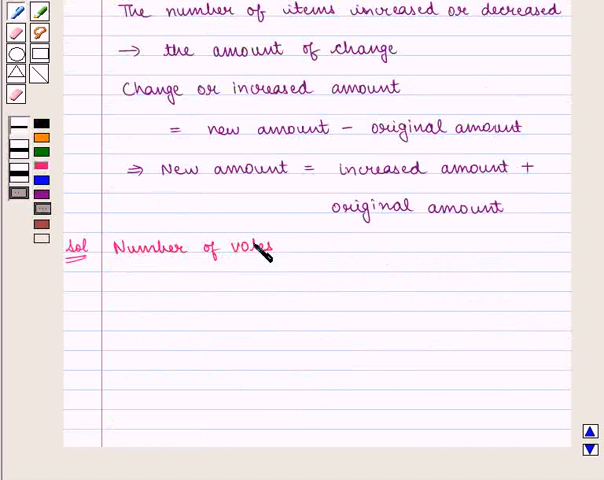 The number of items increased or decreased
→ the amount of change
Change or increased amount
= new amount - original amount
⇒ New amount = increased amount +
original amount
Sol Number of votes